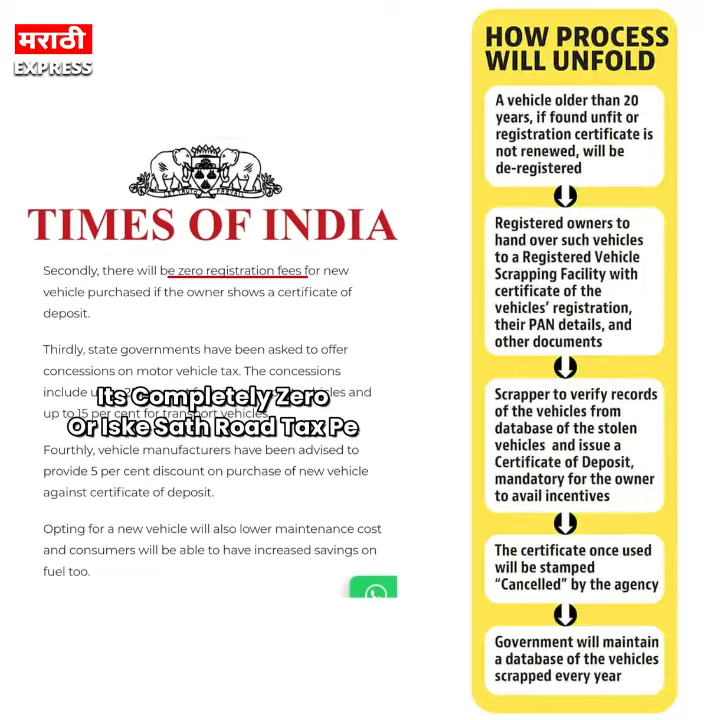 मराठी
EXPRESS
TIMES OF INDIA
Secondly, there will be zero registration fees for new
vehicle purchased if the owner shows a certificate of
deposit.
Thirdly, state governments have been asked to offer
concessions on motor vehicle tax. The concessions
include
and
Its Completely Zero
up to 15 per cent for transport vehicles
Or Iske Sath Road Tax Pe
Fourthly, vehicle manufacturers have been advised to
provide 5 per cent discount on purchase of new vehicle
against certificate of deposit.
Opting for a new vehicle will also lower maintenance cost
and consumers will be able to have increased savings on
fuel too.
HOW PROCESS
WILL UNFOLD
A vehicle older than 20
years, if found unfit or
registration certificate is
not renewed, will be
de-registered
Registered owners to
hand over such vehicles
to a Registered Vehicle
Scrapping Facility with
certificate of the
vehicles' registration,
their PAN details, and
other documents
Scrapper to verify records
of the vehicles from
database of the stolen
vehicles and issue a
Certificate of Deposit,
mandatory for the owner
to avail incentives
The certificate once used
will be stamped
"Cancelled" by the agency
Government will maintain
a database of the vehicles
scrapped every year